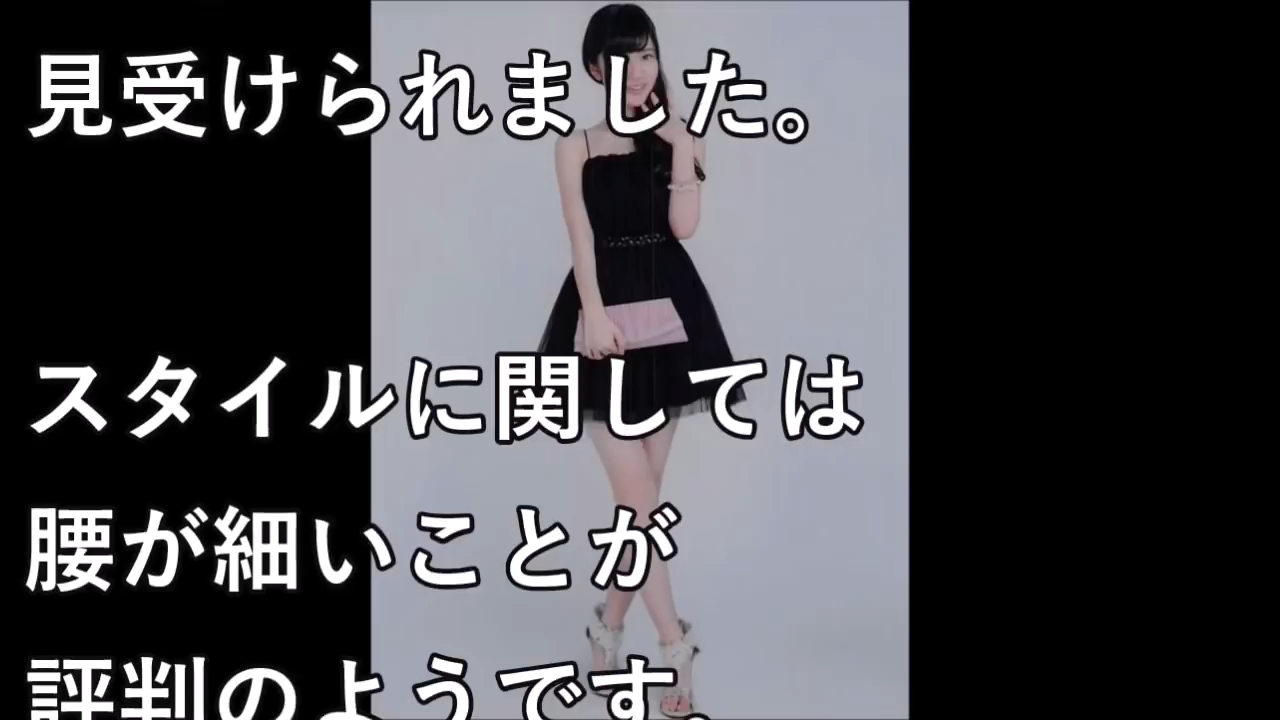 見受けられました。
スタイルに関しては
腰が細いことが
評判のようです。